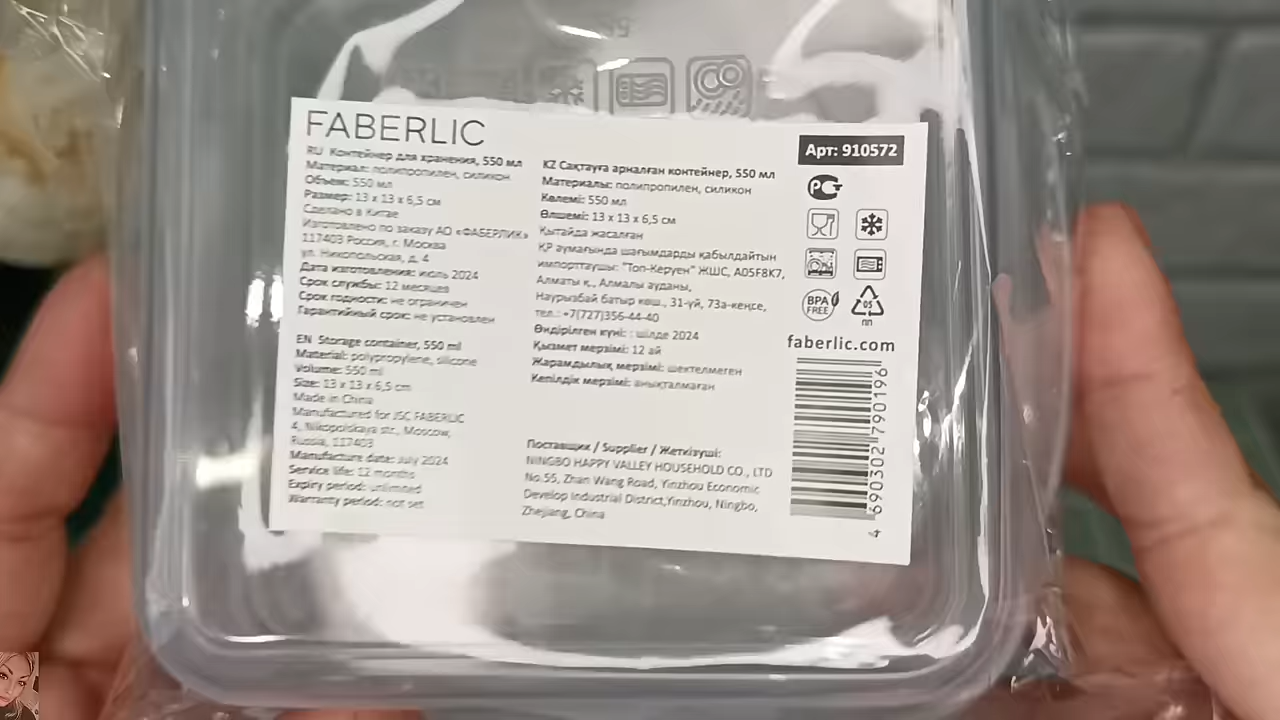 FABERLIC
RU Контейнер для хранения, 550 мл
Материал: полипропилен, силикон
Объем: 550 мл
Размер: 13 x 13 x 6,5 см
Сделано в Китае
Изготовлено по заказу АО «ФАБЕРЛИК»
117403 Россия, г. Москва
ул. Никопольская, д. 4
Дата изготовления: июль 2024
Срок службы: 12 месяцев
Срок годности: не ограничен
Гарантийный срок: не установлен
EN Storage container, 550 ml
Material: polypropylene, silicone
Volume: 550 ml
Size: 13 x 13 x 6,5 cm
Made in China
Manufactured for JSC FABERLIC
4, Nikopolskaya str., Moscow,
Russia, 117403
Manufacture date: July 2024
Service life: 12 months
Expiry period: unlimited
Warranty period: not set
KZ Сақтауға арналған контейнер, 550 мл
Материалы: полипропилен, силикон
Көлемі: 550 мл
Өлшемі: 13 x 13 x 6,5 см
Қытайда жасалған
ҚР аумағында шағымдарды қабылдайтын
импорттаушы: "Топ-Керуен" ЖШС, A05F8K7,
Алматы қ., Алмалы ауданы,
Наурызбай батыр көш., 31-үй, 73а-кеңсе,
тел.: +7(727)356-44-40
Өндірілген күні: : шілде 2024
Қызмет мерзімі: 12 ай
Жарамдылық мерзімі: шектелмеген
Кепілдік мерзімі: анықталмаған
Поставщик / Supplier / Жеткізуші:
NINGBO HAPPY VALLEY HOUSEHOLD CO., LTD
No.55, Zhan Wang Road, Yinzhou Economic
Develop Industrial District,Yinzhou, Ningbo,
Zhejiang, China
Арт: 910572
РСТ
BPA FREE
05
ПП
faberlic.com
4 690302 790196